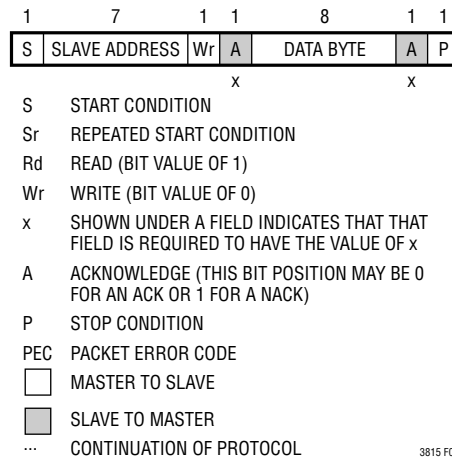 1 7 1 1 8 1 1
S SLAVE ADDRESS Wr A DATA BYTE A P
x x
S START CONDITION
Sr REPEATED START CONDITION
Rd READ (BIT VALUE OF 1)
Wr WRITE (BIT VALUE OF 0)
x SHOWN UNDER A FIELD INDICATES THAT THAT
FIELD IS REQUIRED TO HAVE THE VALUE OF x
A ACKNOWLEDGE (THIS BIT POSITION MAY BE 0
FOR AN ACK OR 1 FOR A NACK)
P STOP CONDITION
PEC PACKET ERROR CODE
MASTER TO SLAVE
SLAVE TO MASTER
... CONTINUATION OF PROTOCOL
3815